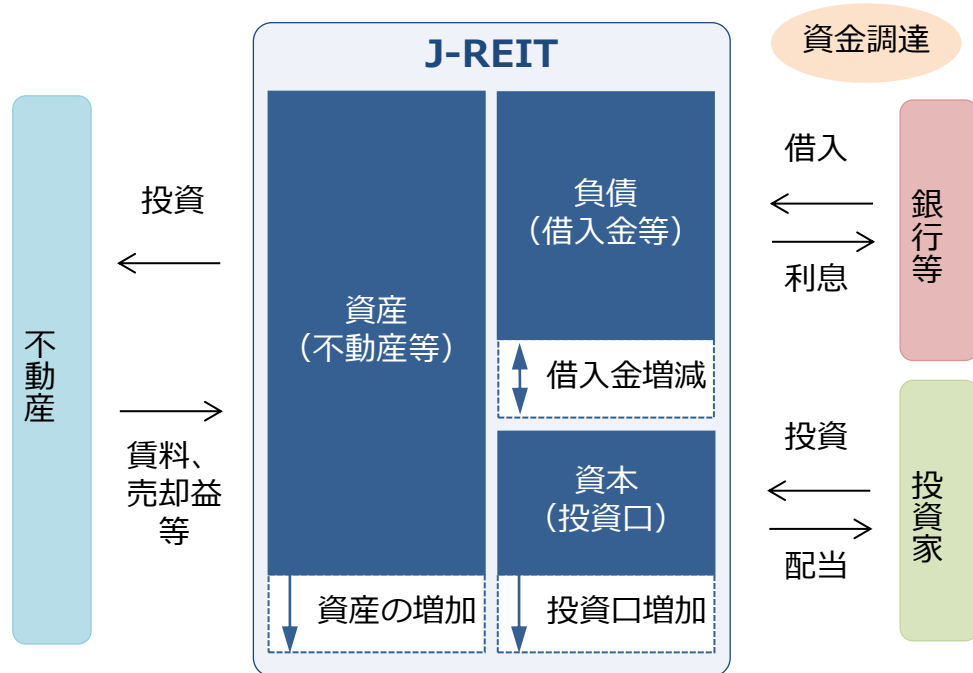 J-REIT
資金調達
不動産
投資
賃料、
売却益
等
資産
（不動産等）
資産の増加
負債
（借入金等）
借入金増減
資本
（投資口）
投資口増加
借入
利息
銀行等
投資
配当
投資家